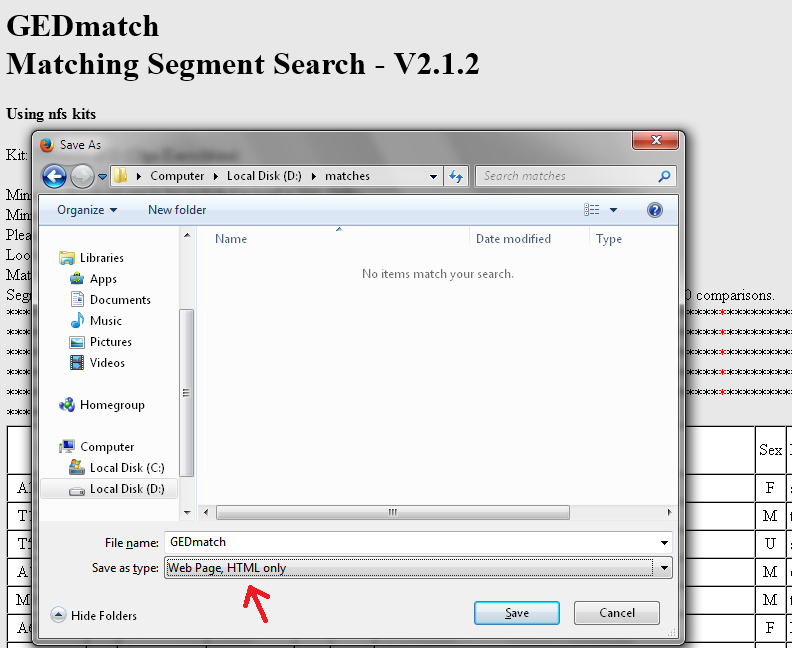 GEDmatch
Matching Segment Search - V2.1.2
Using nfs kits
Kit:
Save As
Computer
Local Disk (D:)
matches
Search matches
Min
Min
Organize
New folder
Plea
Loo
Mat
Name
Date modified
Type
No items match your search.
Libraries
Apps
Documents
Music
Pictures
Videos
Seg
0 comparisons.
Homegroup
Computer
Local Disk (C:)
Local Disk (D:)
Sex
F
M
T
U
M
M
M
F
File name: GEDmatch
Save as type: Web Page, HTML only
Hide Folders
Save
Cancel